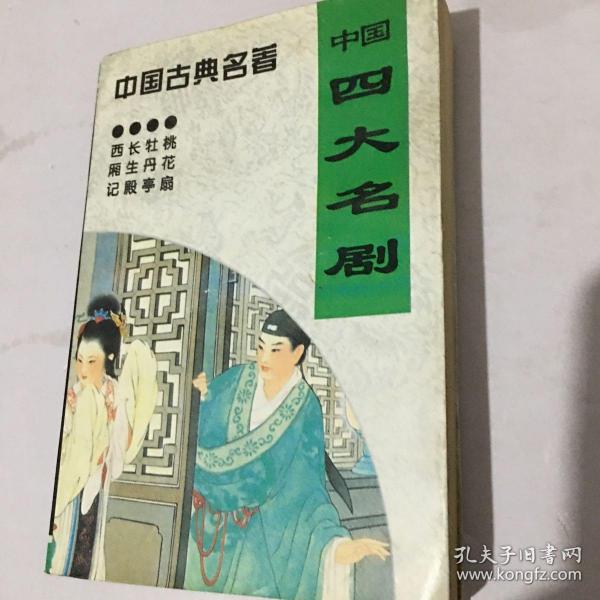 中国古典名著
中国
四大名剧
桃花扇
牡丹亭
长生殿
西厢记
孔夫子旧书网
www.kongfz.com